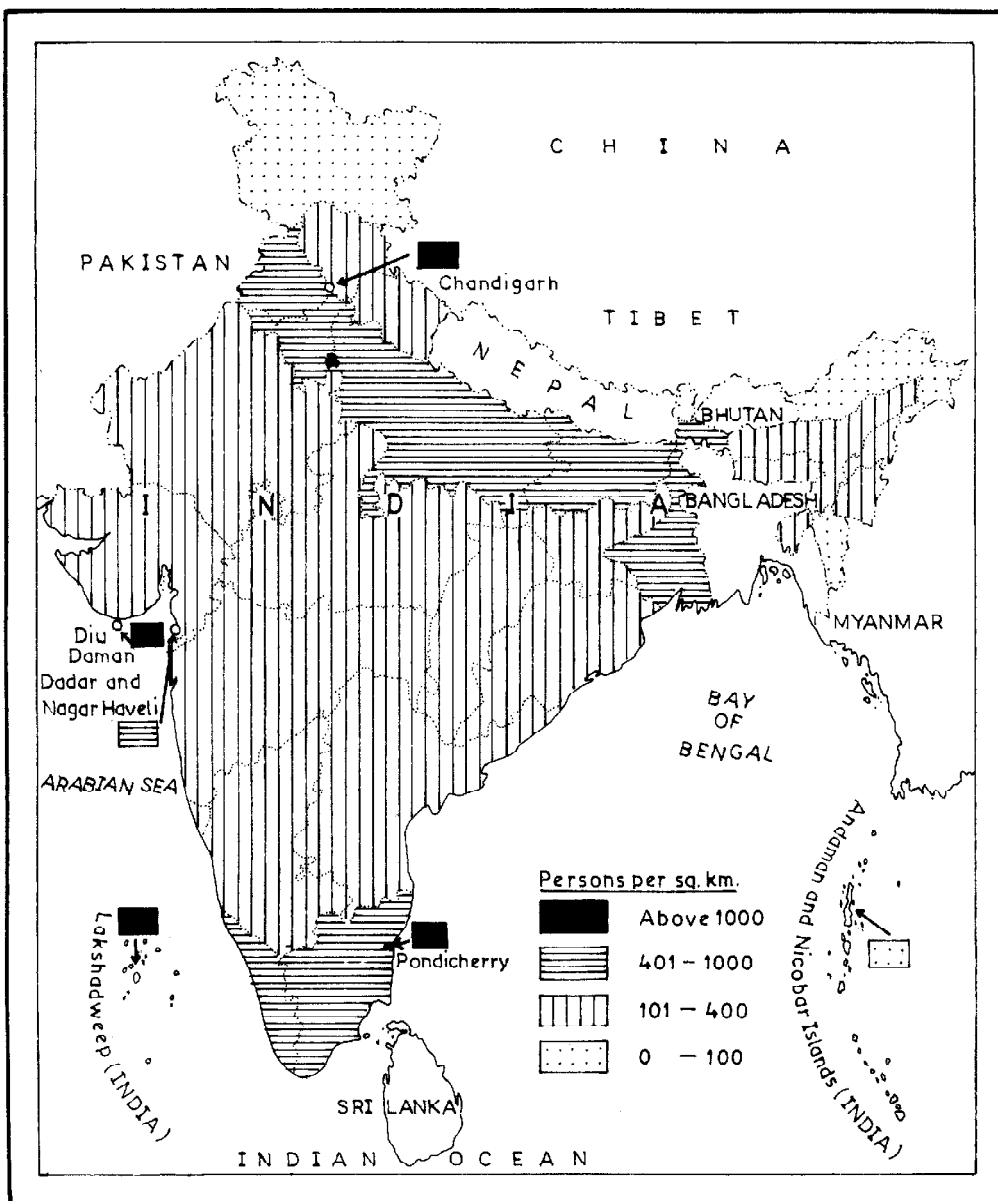 CHINA
PAKISTAN
Chandigarh
TIBET
NEPAL
BHUTAN
INDIA
BANGLADESH
MYANMAR
Diu
Daman
Dadar and
Nagar Haveli
BAY
OF
BENGAL
ARABIAN SEA
Lakshadweep (INDIA)
Pondicherry
Andaman and Nicobar Islands (INDIA)
Persons per sq. km.
Above 1000
401 – 1000
101 – 400
0 – 100
SRI LANKA
INDIAN OCEAN